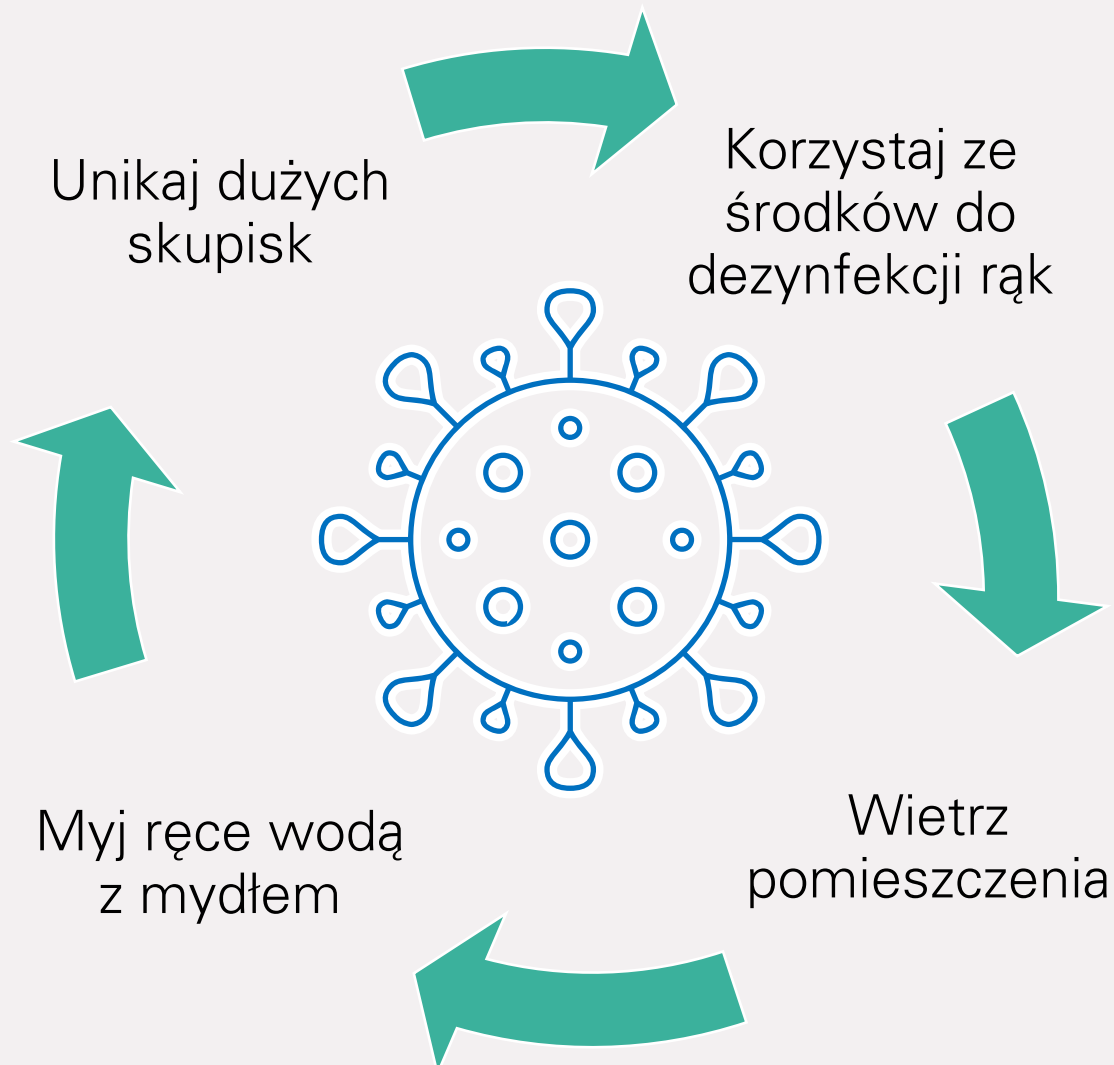 Unikaj dużych
skupisk
Korzystaj ze
środków do
dezynfekcji rąk
Wietrz
pomieszczenia
Myj ręce wodą
z mydłem